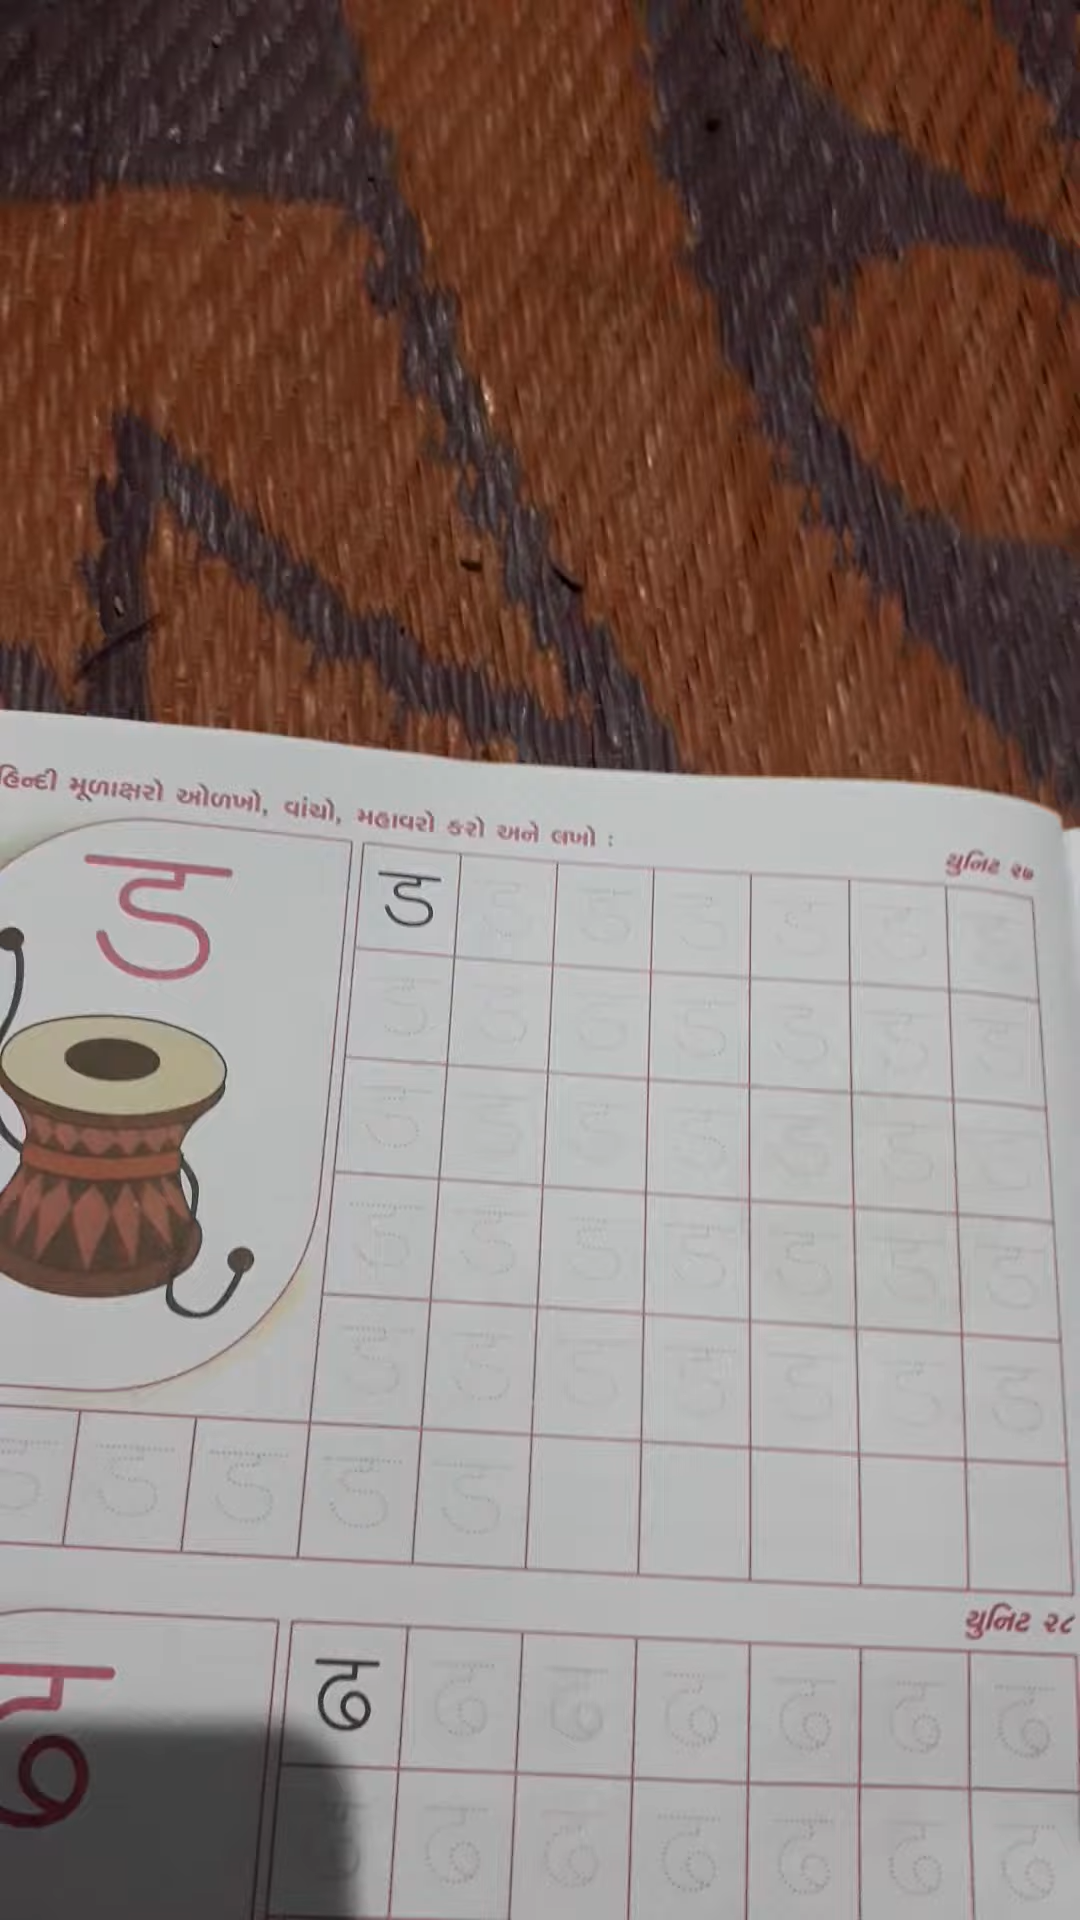 હિન્દી મૂળાક્ષરો ઓળખો, વાંચો, મહાવરો કરો અને લખો :
યુનિટ ૨૭
ड
ड ड ड ड ड ड ड
ड ड ड ड ड ड ड
ड ड ड ड ड ड ड
ड ड ड ड ड ड ड
ड ड ड ड ड ड ड
ड ड ड ड ड
યુનિટ ૨૮
ढ
ढ ढ ढ ढ ढ ढ ढ
ढ ढ ढ ढ ढ ढ ढ